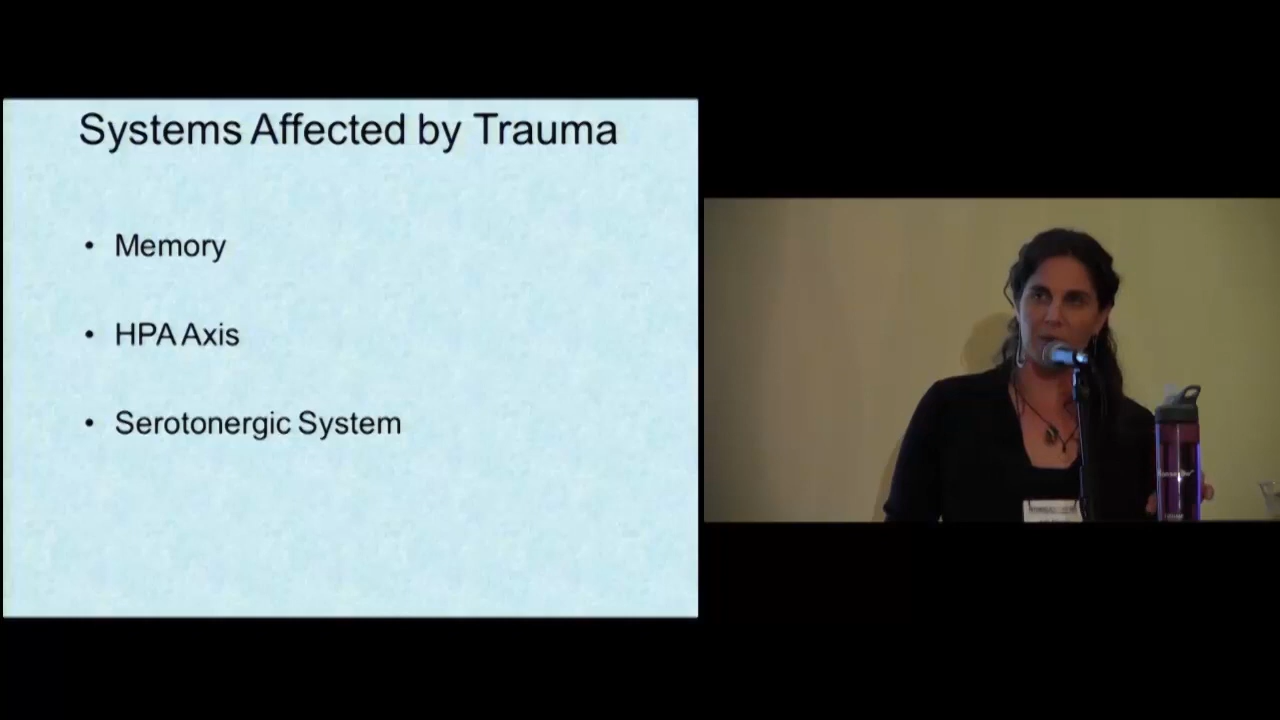 Systems Affected by Trauma
• Memory
• HPA Axis
• Serotonergic System